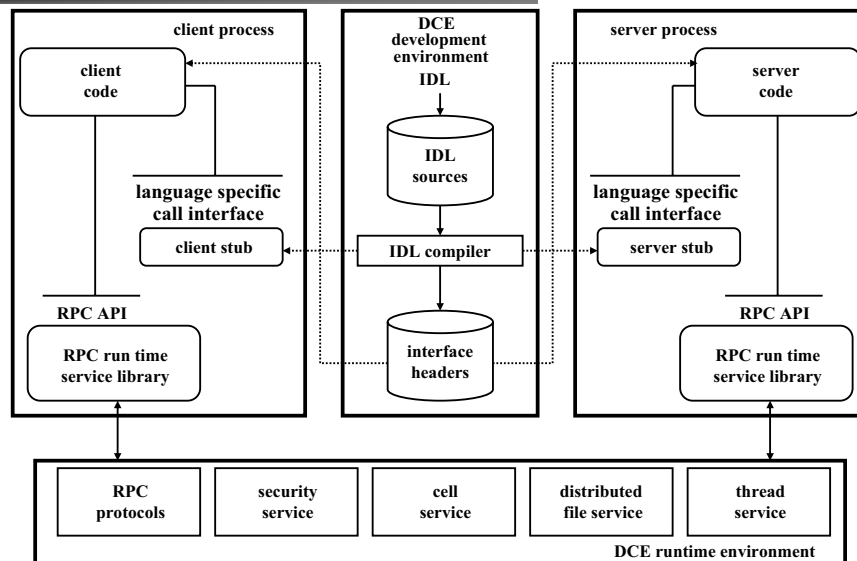 client process
client
code
language specific
call interface
client stub
RPC API
RPC run time
service library
DCE
development
environment
IDL
IDL
sources
IDL compiler
interface
headers
server process
server
code
language specific
call interface
server stub
RPC API
RPC run time
service library
RPC
protocols
security
service
cell
service
distributed
file service
thread
service
DCE runtime environment